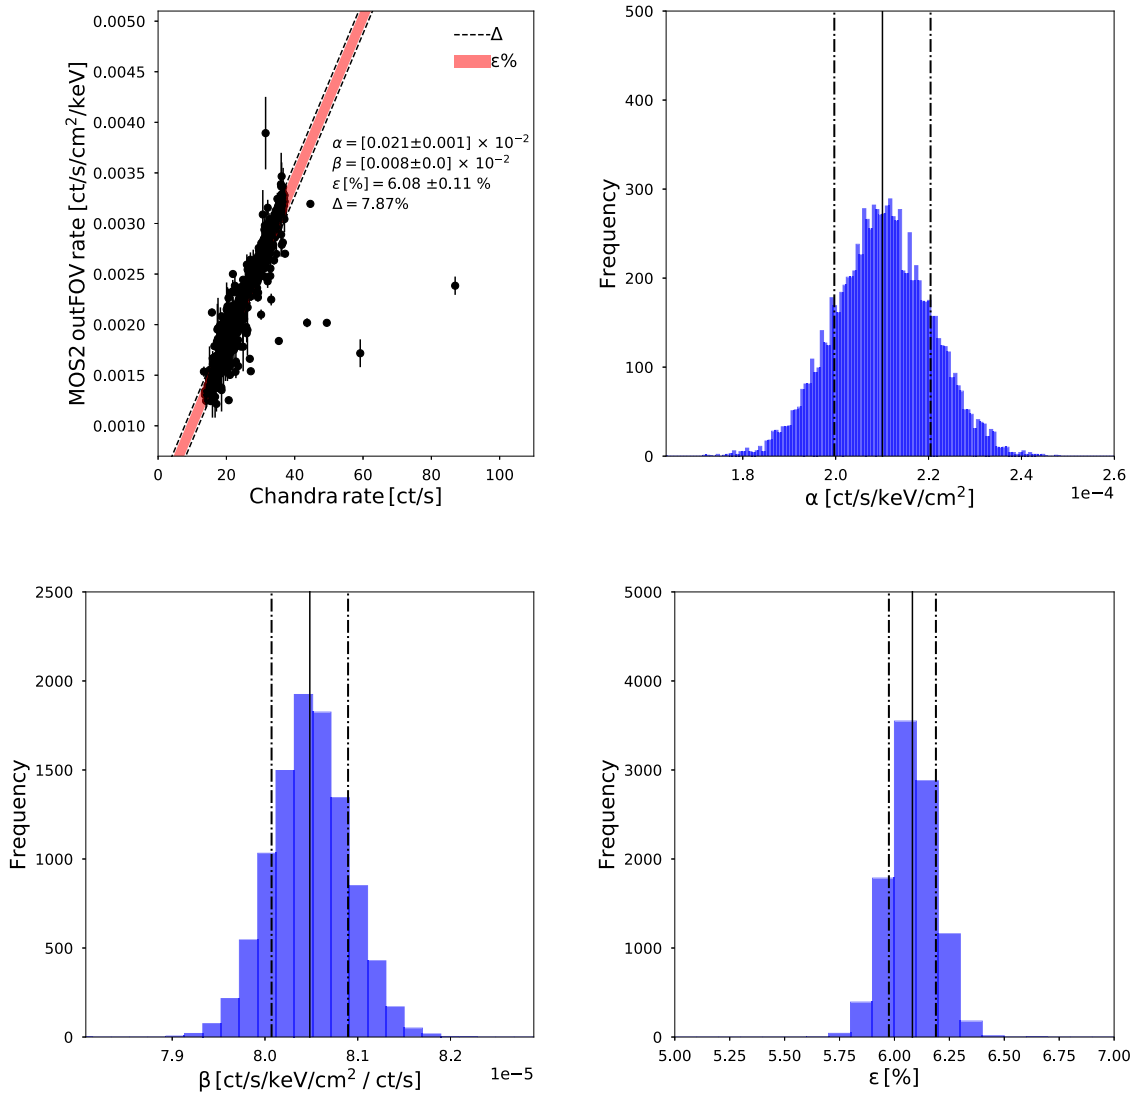 0.0050
0.0045
0.0040
0.0035
0.0030
0.0025
0.0020
0.0015
0.0010
MOS2 outFOV rate [ct/s/cm²/keV]
Δ
ε%
α = [0.021±0.001] × 10⁻²
β = [0.008±0.0] × 10⁻²
ε [%] = 6.08 ±0.11 %
Δ = 7.87%
0 20 40 60 80 100
Chandra rate [ct/s]
500
400
300
200
100
0
Frequency
1.8 2.0 2.2 2.4 2.6
1e−4
α [ct/s/keV/cm²]
2500
2000
1500
1000
500
0
Frequency
7.9 8.0 8.1 8.2
1e−5
β [ct/s/keV/cm² / ct/s]
5000
4000
3000
2000
1000
0
Frequency
5.00 5.25 5.50 5.75 6.00 6.25 6.50 6.75 7.00
ε [%]